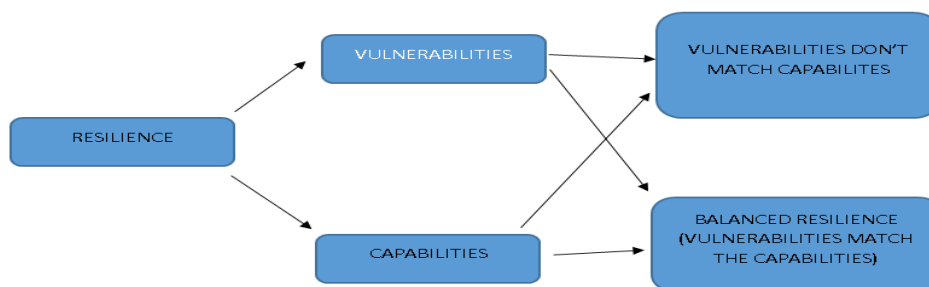 VULNERABILITIES
VULNERABILITIES DON'T
MATCH CAPABILITES
RESILIENCE
CAPABILITIES
BALANCED RESILIENCE
(VULNERABILITIES MATCH
THE CAPABILITIES)